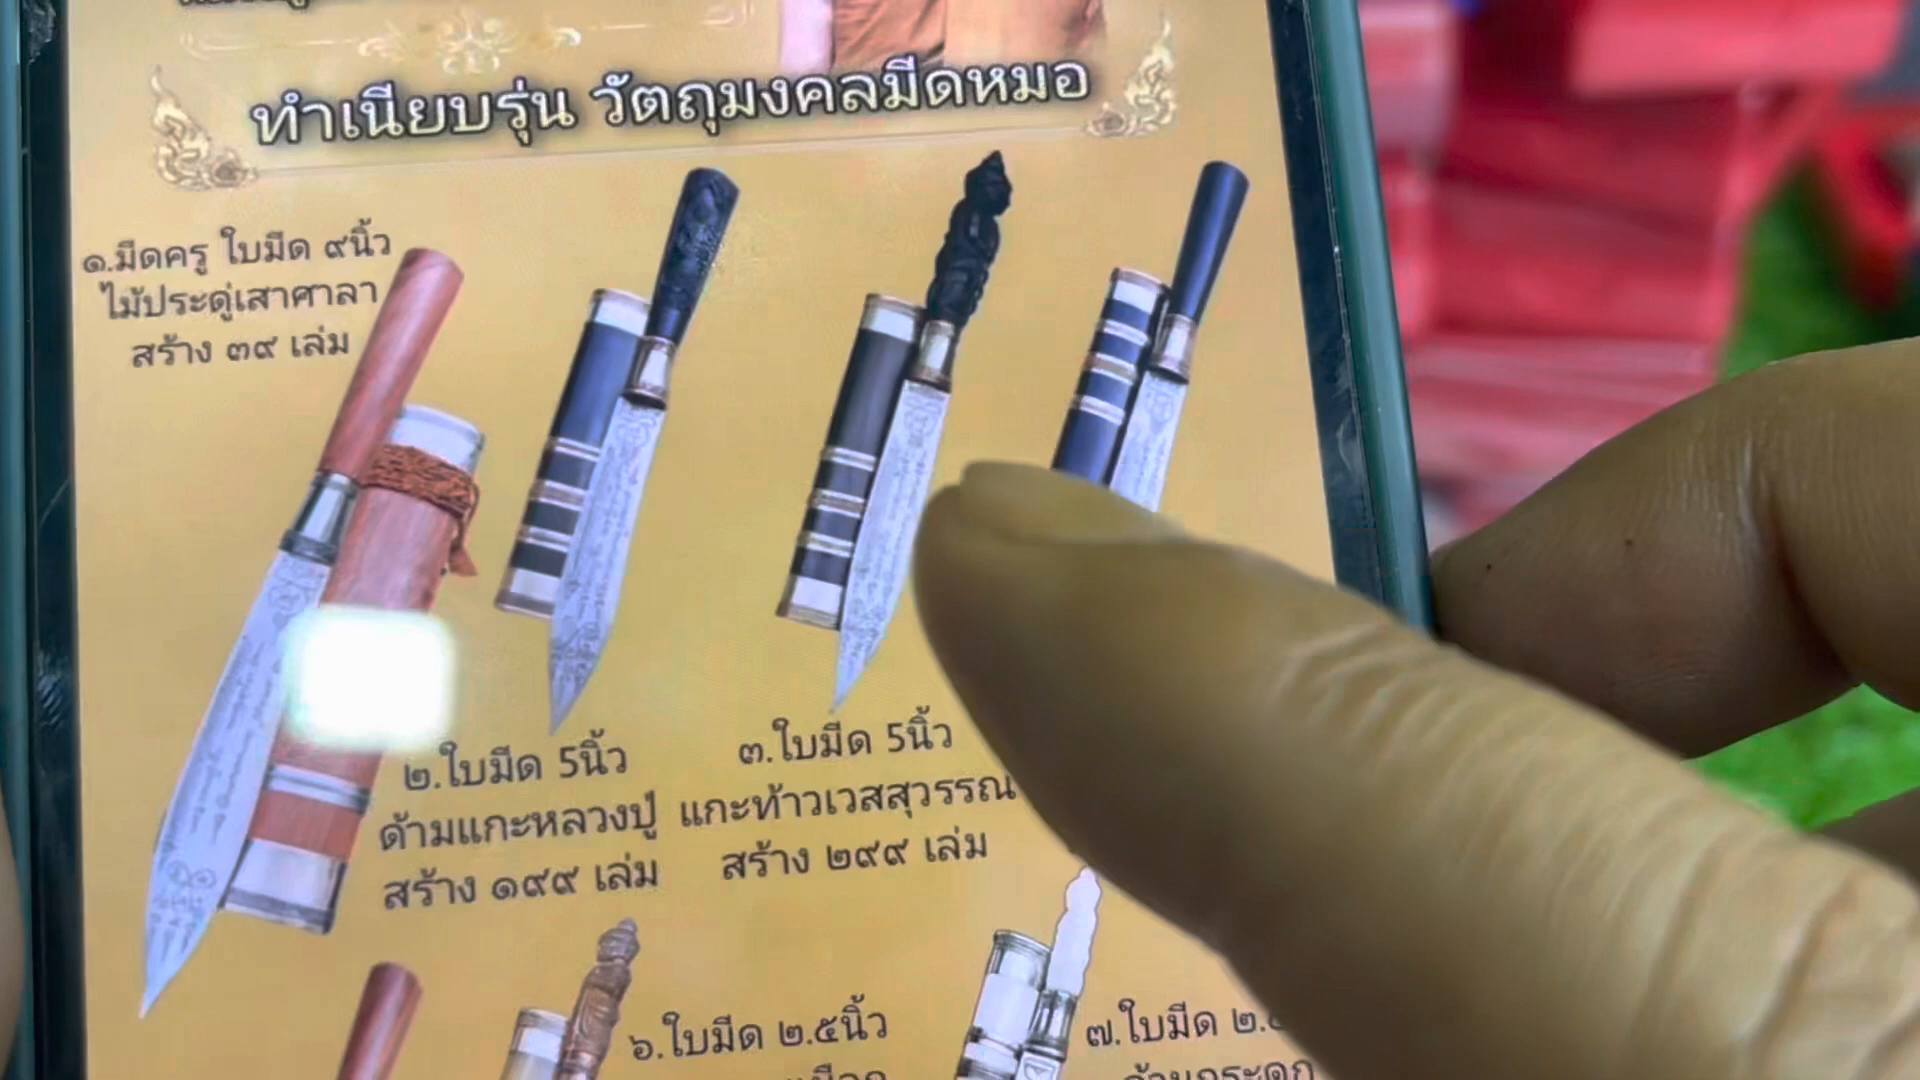 ทำเนียบรุ่น วัตถุมงคลมีดหมอ
๑.มีดครู ใบมีด ๙นิ้ว
ไม้ประดู่เสาศาลา
สร้าง ๓๙ เล่ม
๒.ใบมีด 5นิ้ว
ด้ามแกะหลวงปู่
สร้าง ๑๙๙ เล่ม
๓.ใบมีด 5นิ้ว
แกะท้าวเวสสุวรรณ
สร้าง ๒๙๙ เล่ม
๖.ใบมีด ๒.๕นิ้ว
๗.ใบมีด